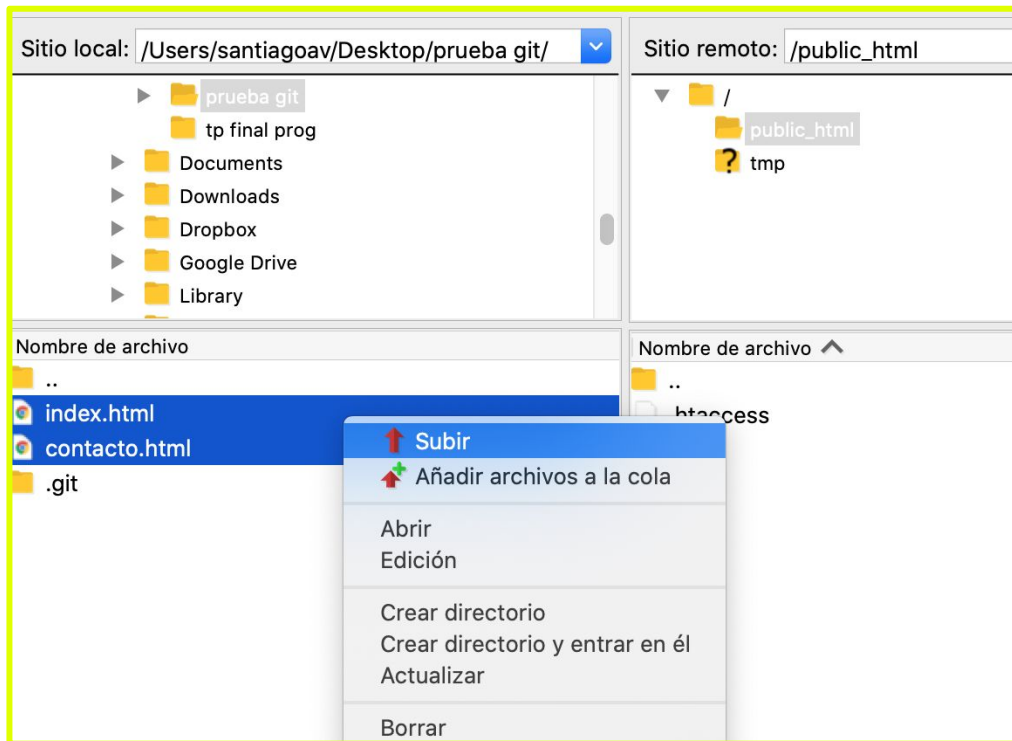 Sitio local: /Users/santiagoav/Desktop/prueba git/
prueba git
tp final prog
Documents
Downloads
Dropbox
Google Drive
Library
Nombre de archivo
..
index.html
contacto.html
.git
Sitio remoto: /public_html
/
public_html
? tmp
Nombre de archivo
..
.htaccess
Subir
Añadir archivos a la cola
Abrir
Edición
Crear directorio
Crear directorio y entrar en él
Actualizar
Borrar